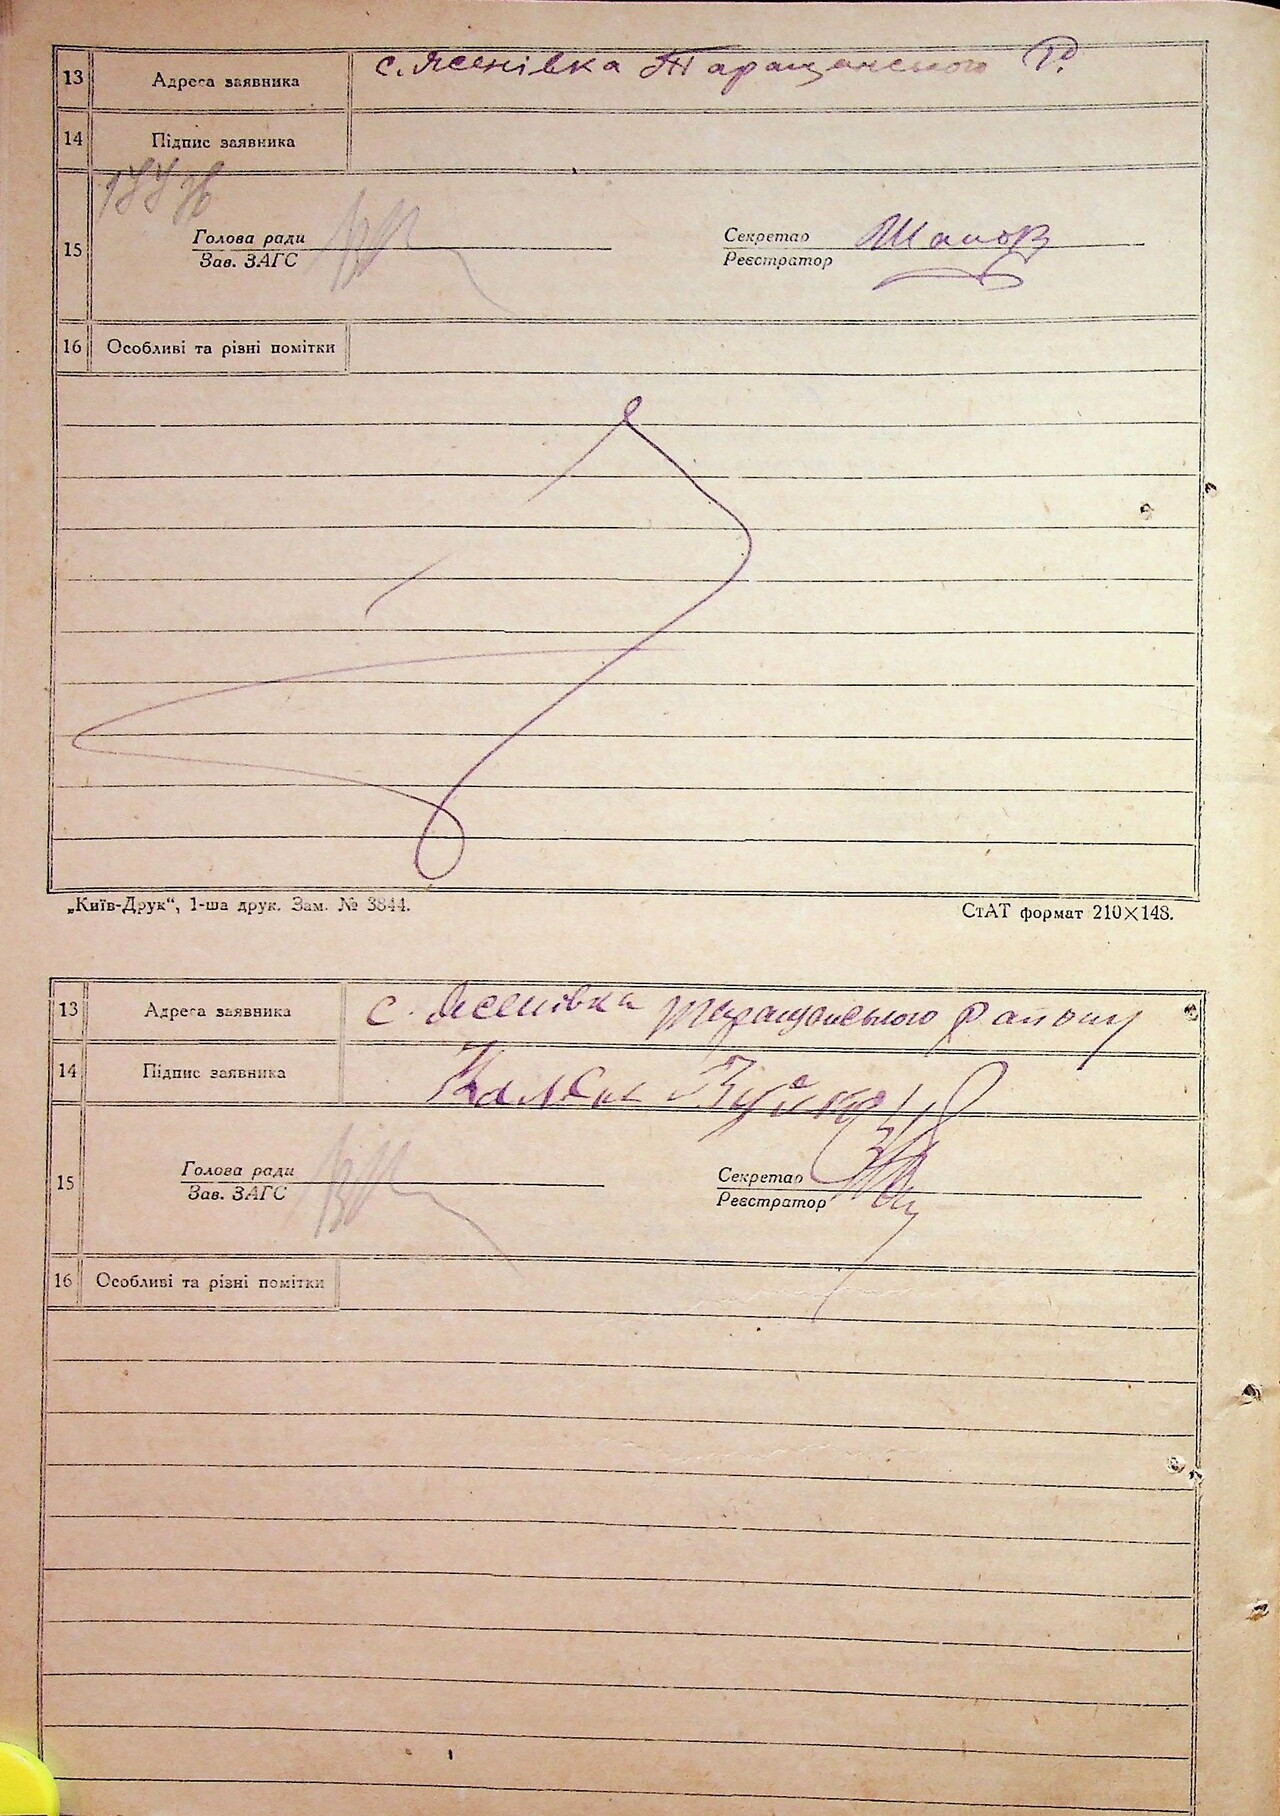 13 Адреса заявника с. Ясенівка Таращанського Р.
14 Підпис заявника
15 Голова ради Секретар
Зав. ЗАГС Реєстратор
16 Особливі та різні помітки
„Київ-Друк“, 1-ша друк. Зам. № 3844. СтАТ формат 210×148.
13 Адреса заявника с. Ясенівка Таращанського Району
14 Підпис заявника
15 Голова ради Секретар
Зав. ЗАГС Реєстратор
16 Особливі та різні помітки